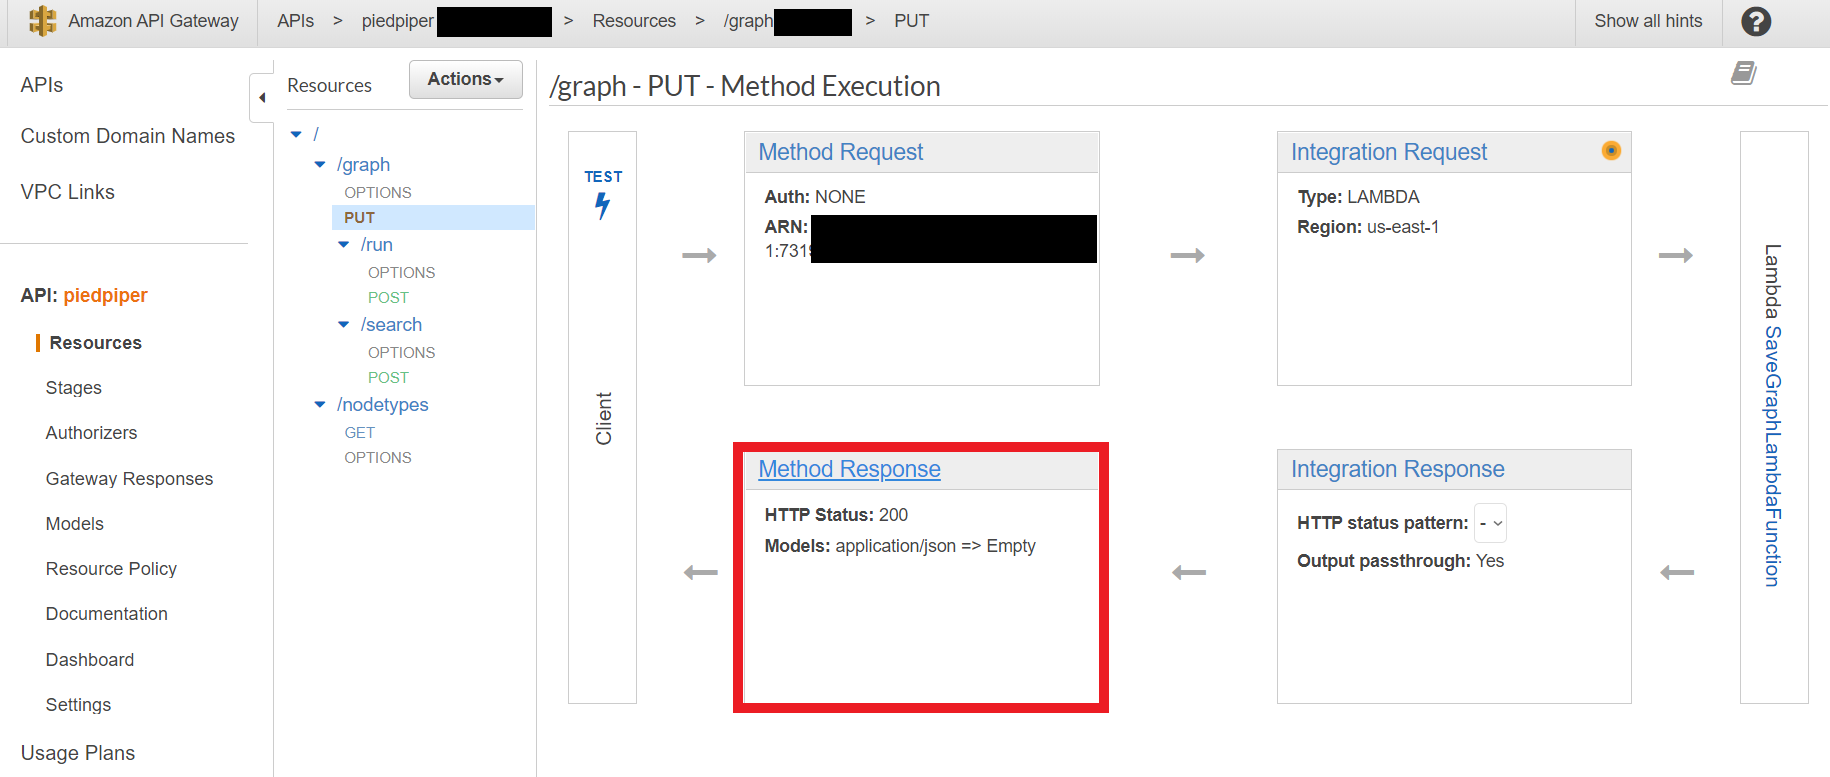 Amazon API Gateway
APIs > piedpiper > Resources > /graph > PUT
Show all hints
?
APIs
Custom Domain Names
VPC Links
API: piedpiper
Resources
Stages
Authorizers
Gateway Responses
Models
Resource Policy
Documentation
Dashboard
Settings
Usage Plans
Resources
Actions
/
/graph
OPTIONS
PUT
/run
OPTIONS
POST
/search
OPTIONS
POST
/nodetypes
GET
OPTIONS
/graph - PUT - Method Execution
TEST
Client
Method Request
Auth: NONE
ARN:
1:731
Integration Request
Type: LAMBDA
Region: us-east-1
Lambda SaveGraphLambdaFunction
Method Response
HTTP Status: 200
Models: application/json => Empty
Integration Response
HTTP status pattern: -
Output passthrough: Yes